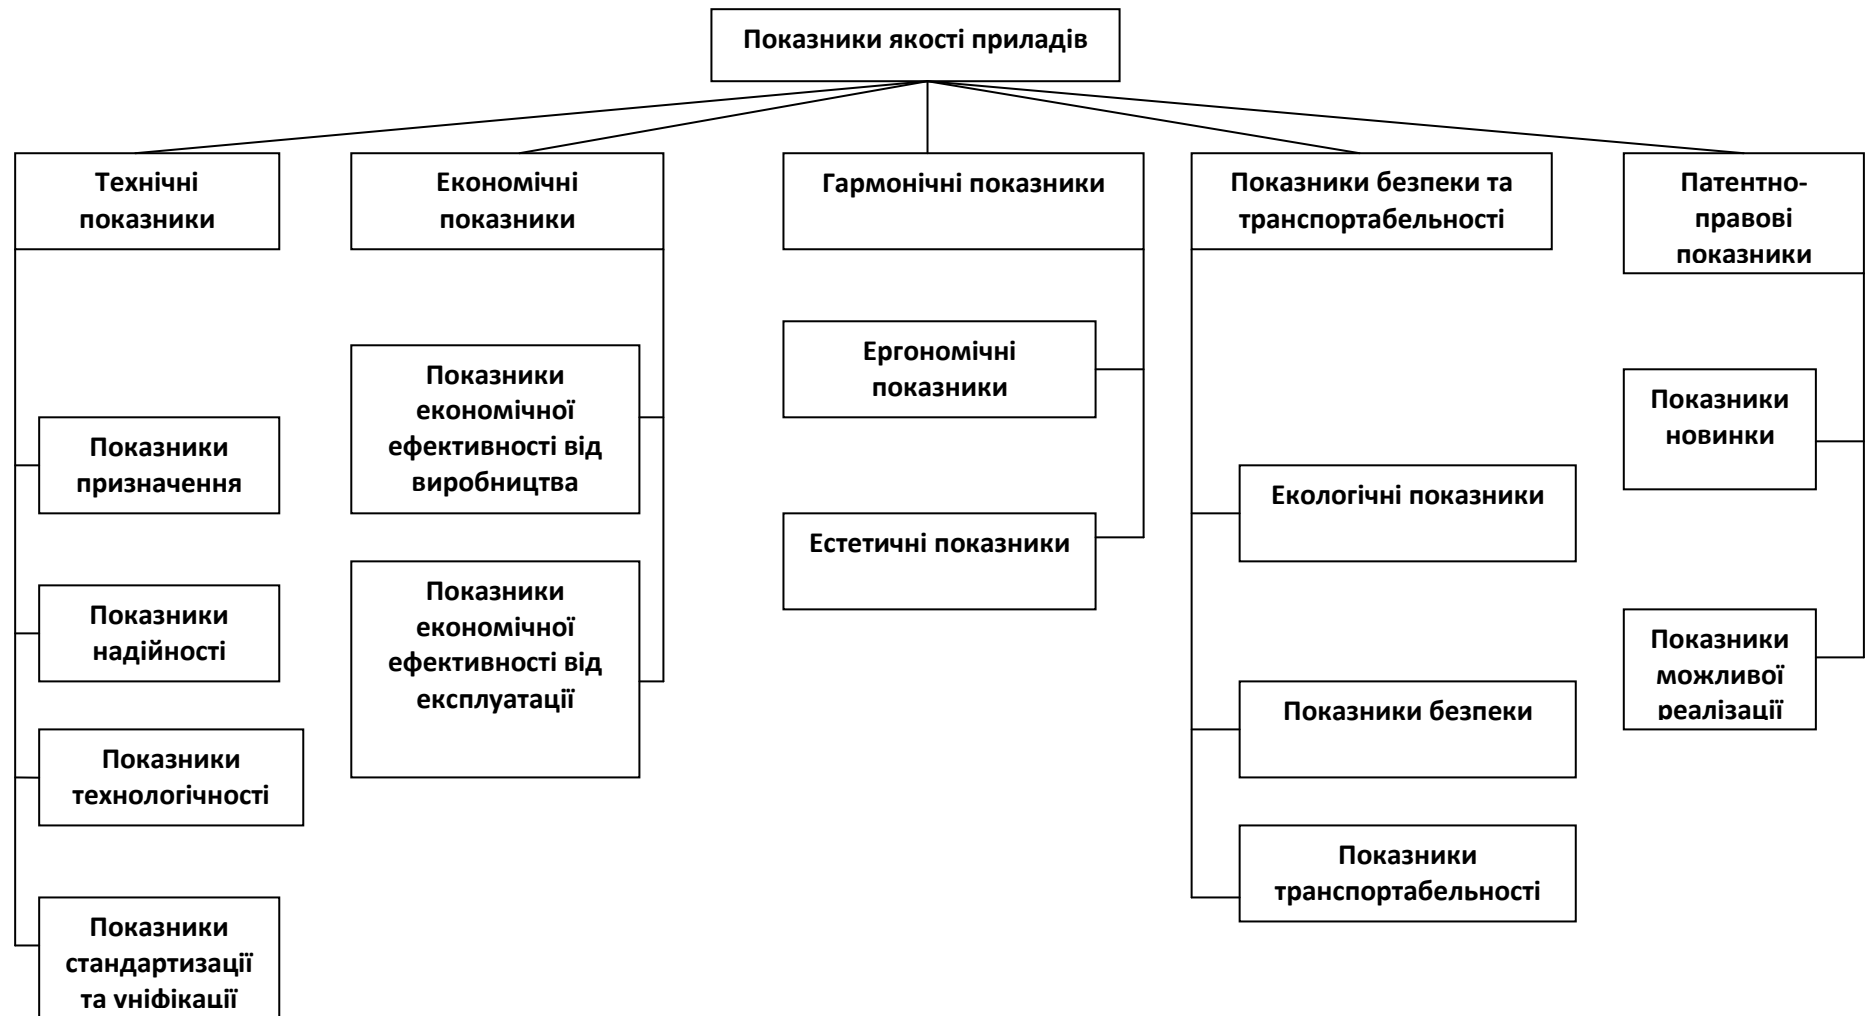 Показники якості приладів
Технічні
показники
Економічні
показники
Гармонічні показники
Показники безпеки та
транспортабельності
Патентно-
правові
показники
Показники
призначення
Показники
надійності
Показники
технологічності
Показники
стандартизації
та уніфікації
Показники
економічної
ефективності від
виробництва
Показники
економічної
ефективності від
експлуатації
Ергономічні
показники
Естетичні показники
Екологічні показники
Показники безпеки
Показники
транспортабельності
Показники
новинки
Показники
можливої
реалізації